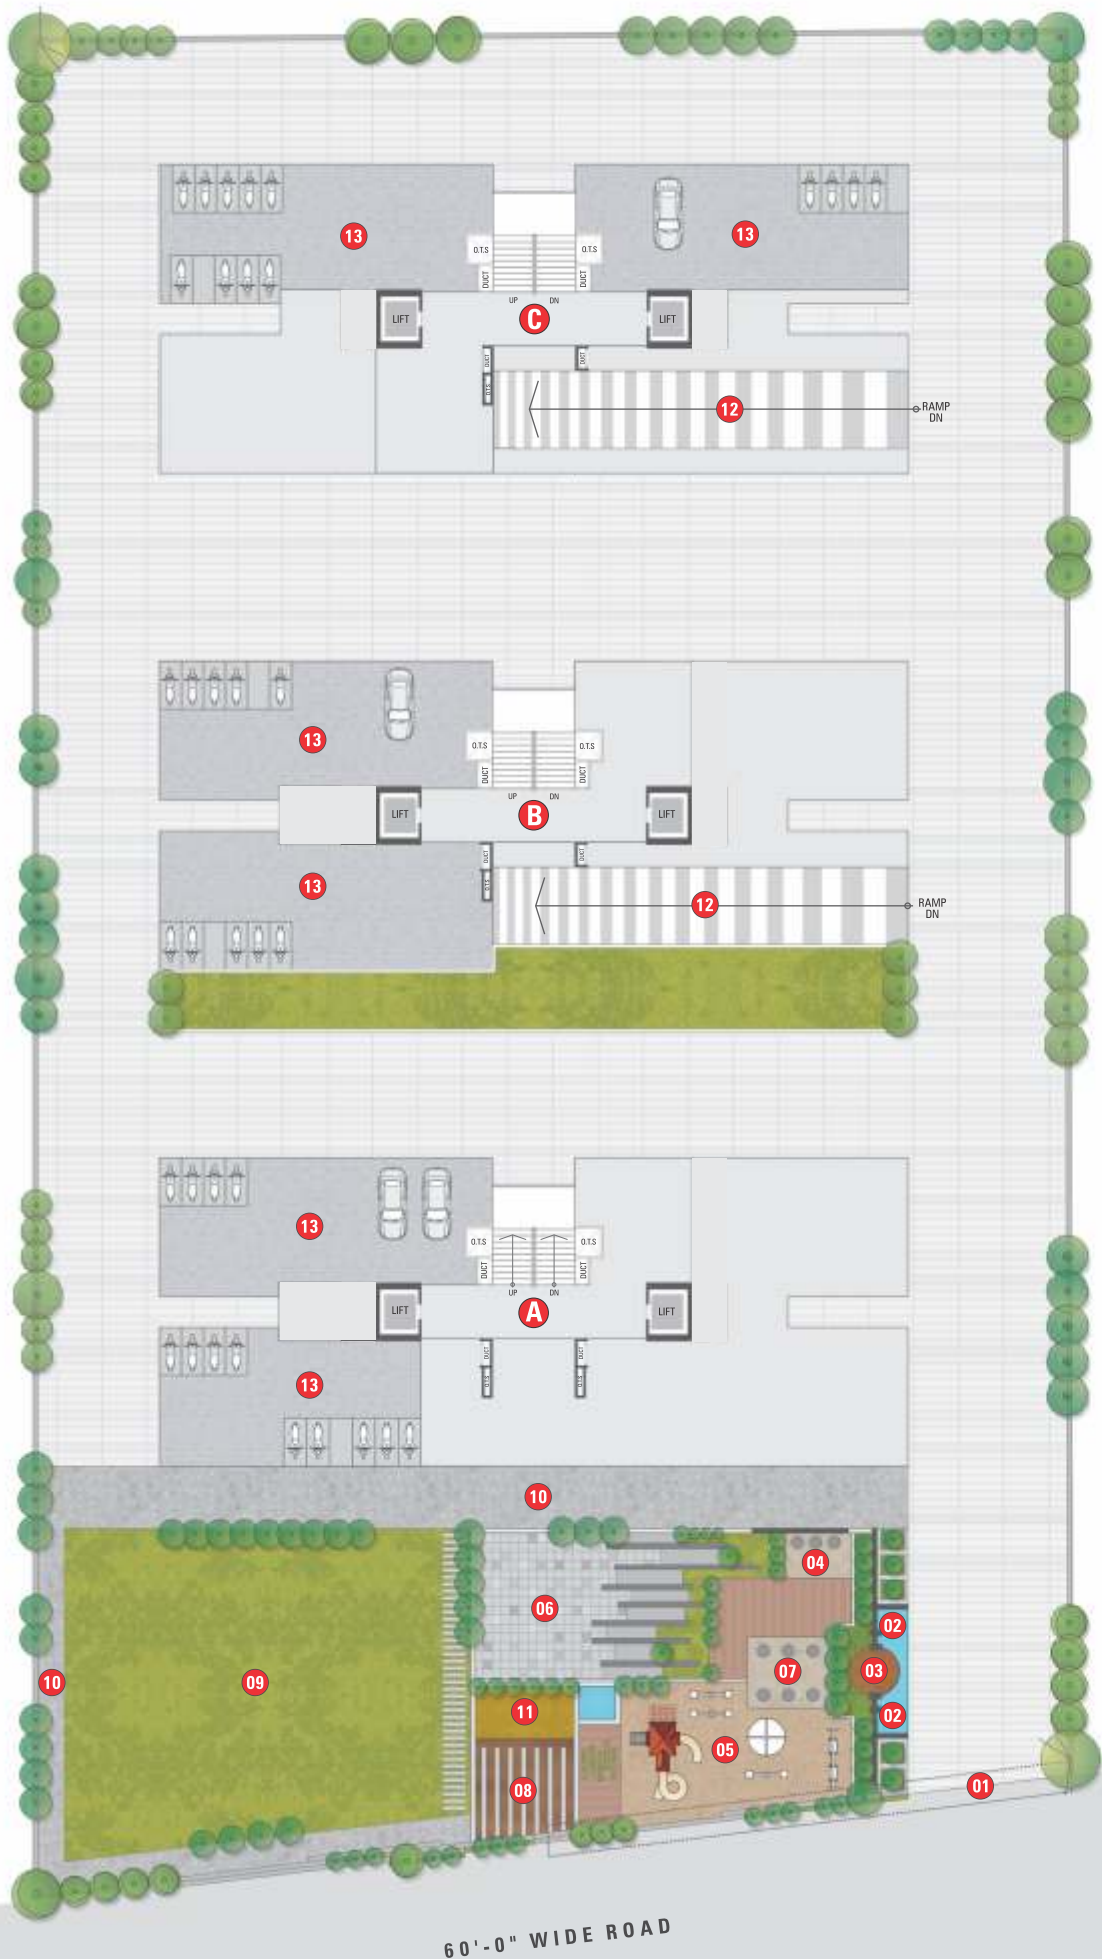 13
13
O.T.S
O.T.S
DUCT
DUCT
UP
DN
LIFT
C
LIFT
DUCT
DUCT
O.T.S
12
RAMP
DN
13
O.T.S
O.T.S
DUCT
DUCT
UP
DN
LIFT
B
LIFT
DUCT
DUCT
O.T.S
13
12
RAMP
DN
13
O.T.S
O.T.S
DUCT
DUCT
UP
DN
LIFT
A
LIFT
DUCT
DUCT
O.T.S
O.T.S
13
10
04
06
02
03
07
10
09
11
02
05
08
01
60'-0" WIDE ROAD